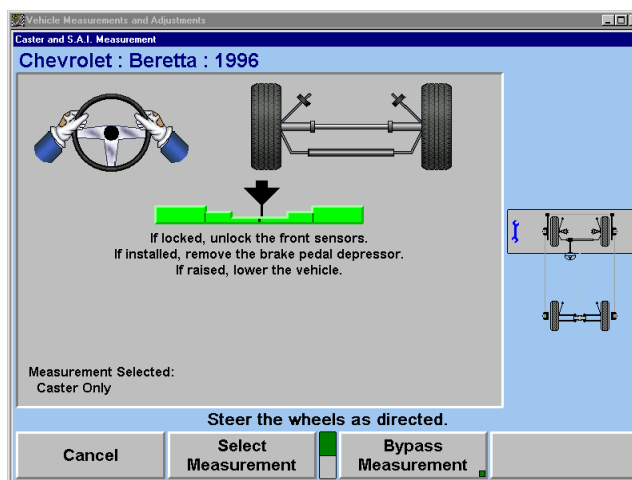 Vehicle Measurements and Adjustments
Caster and S.A.I. Measurement
Chevrolet : Beretta : 1996
If locked, unlock the front sensors.
If installed, remove the brake pedal depressor.
If raised, lower the vehicle.
Measurement Selected:
Caster Only
Steer the wheels as directed.
Cancel
Select
Measurement
Bypass
Measurement